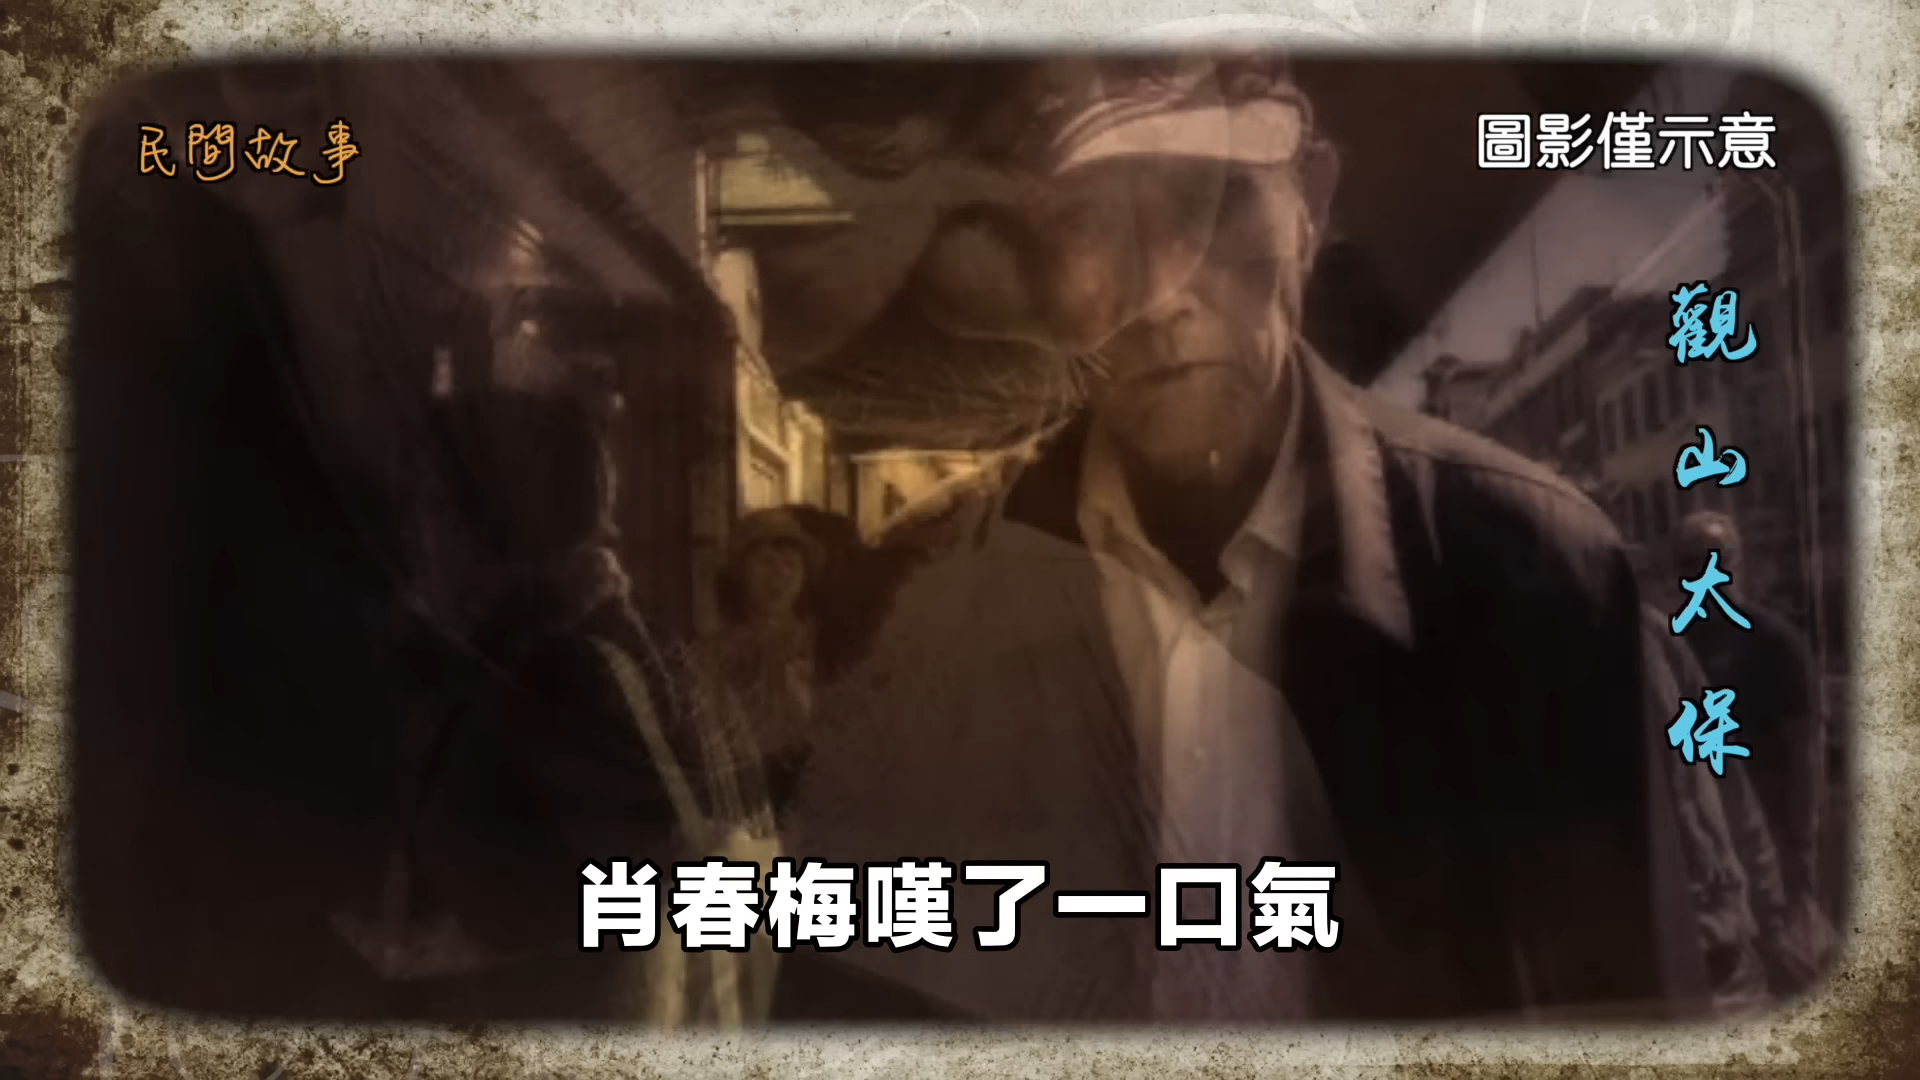 民間故事
圖影僅示意
觀山太保
肖春梅嘆了一口氣